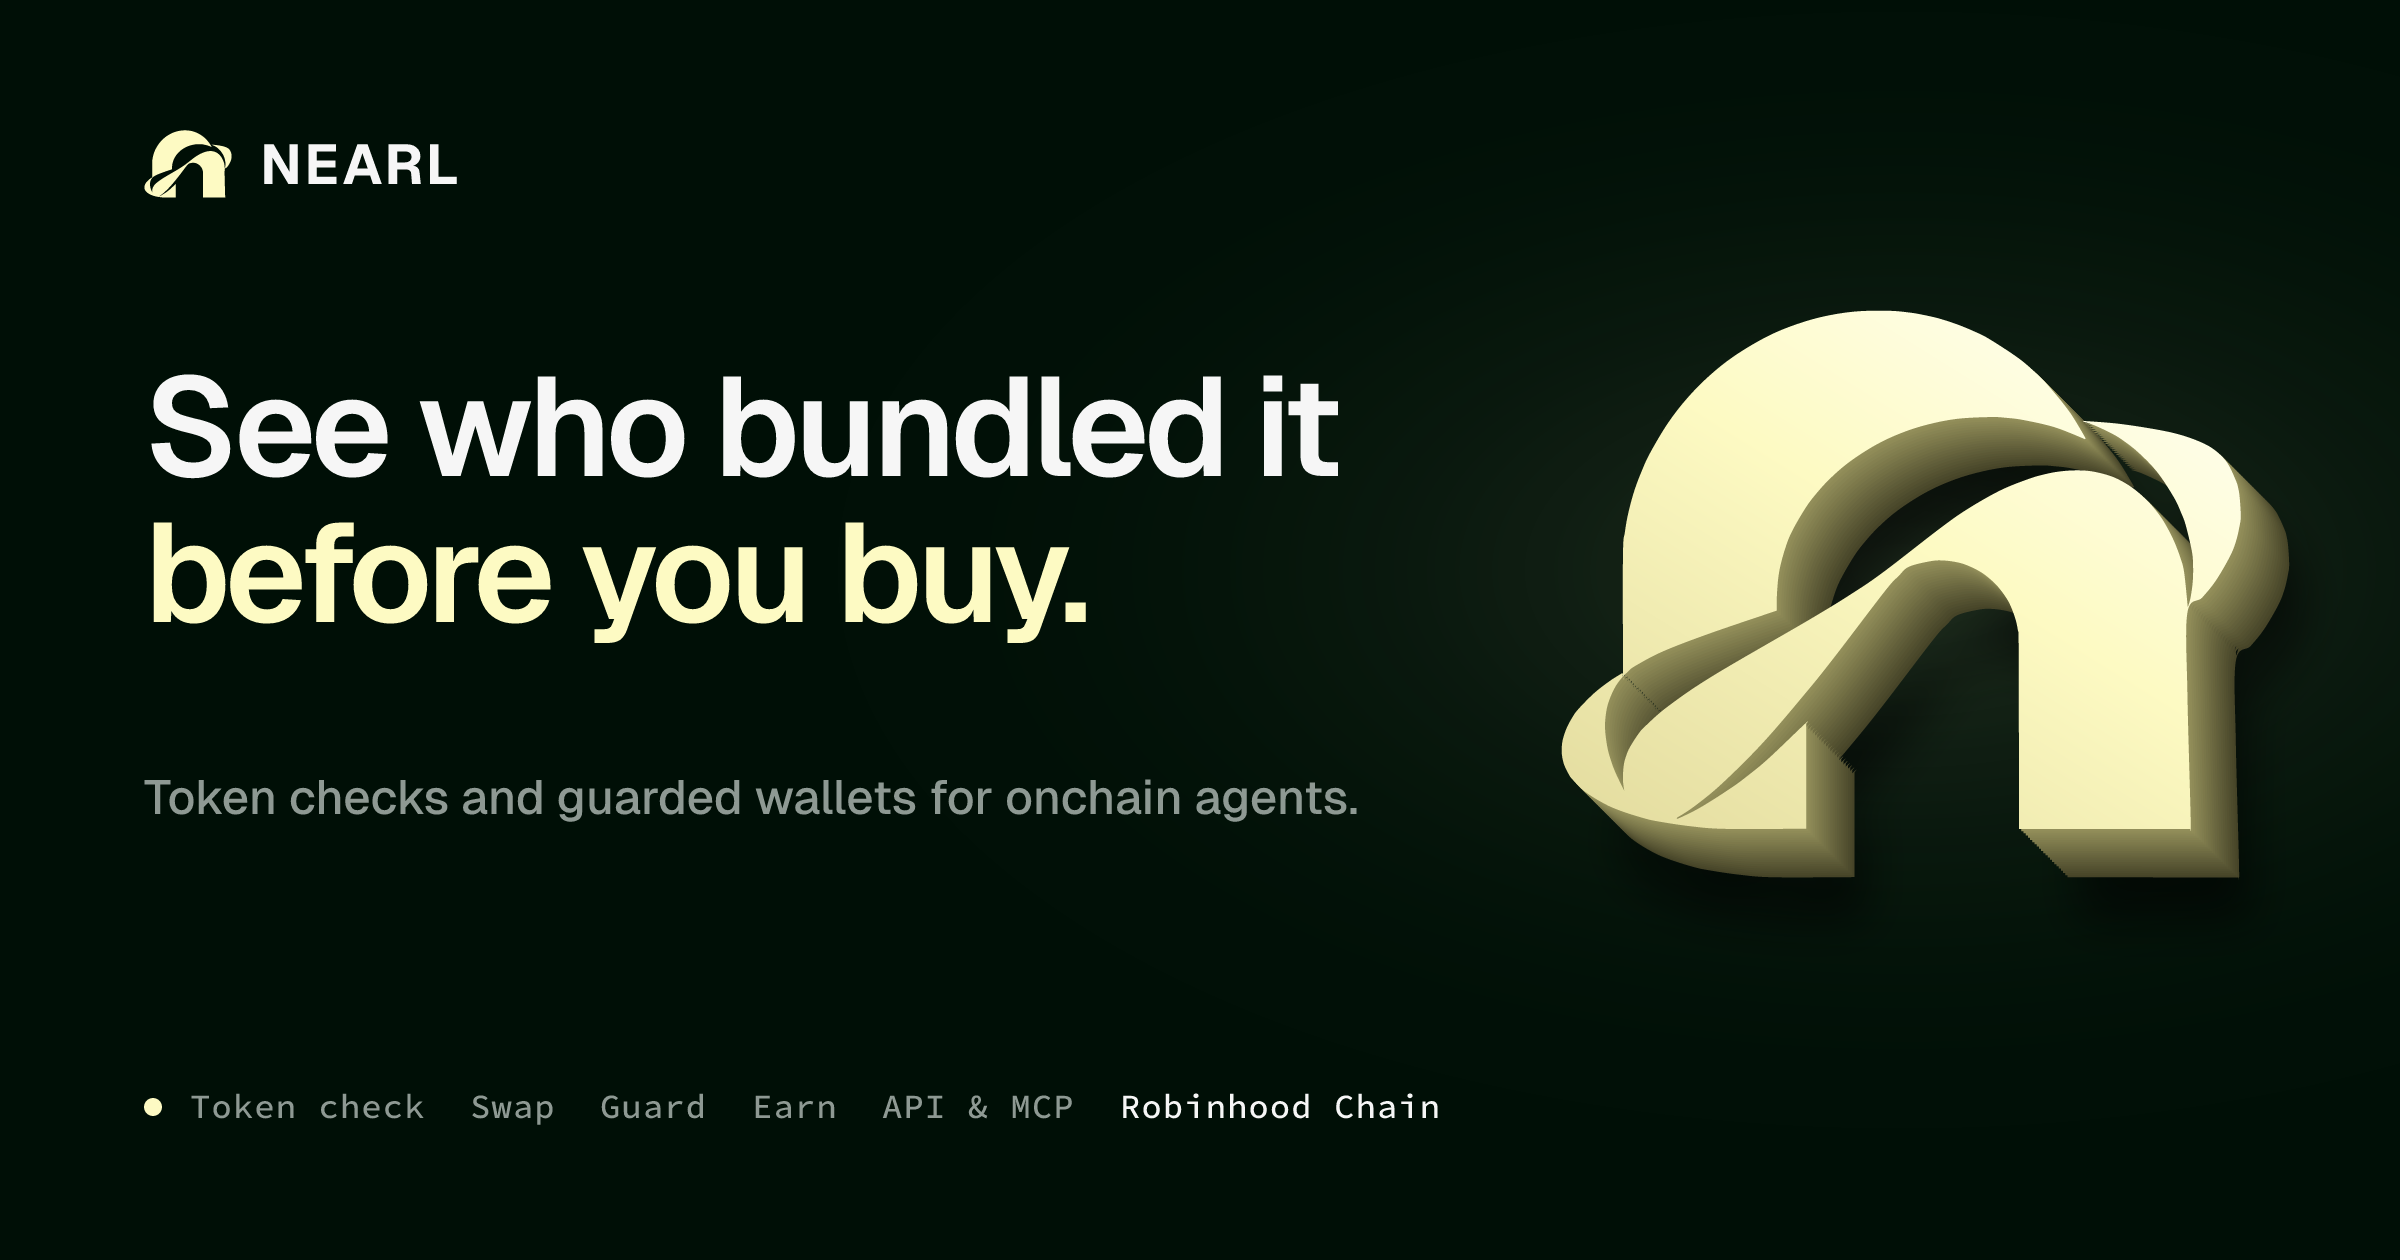 NEARL
See who bundled it
before you buy.
Token checks and guarded wallets for onchain agents.
Token check Swap Guard Earn API & MCP Robinhood Chain